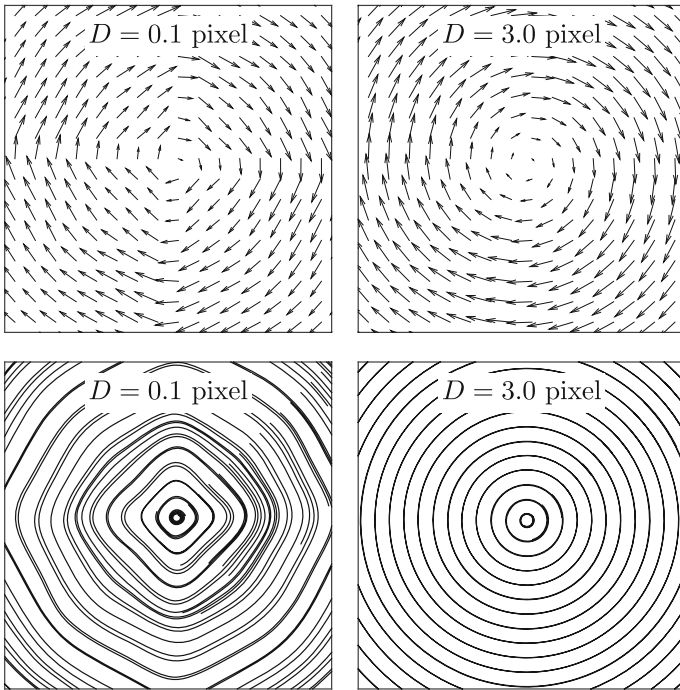 D = 0.1 pixel
D = 3.0 pixel
D = 0.1 pixel
D = 3.0 pixel